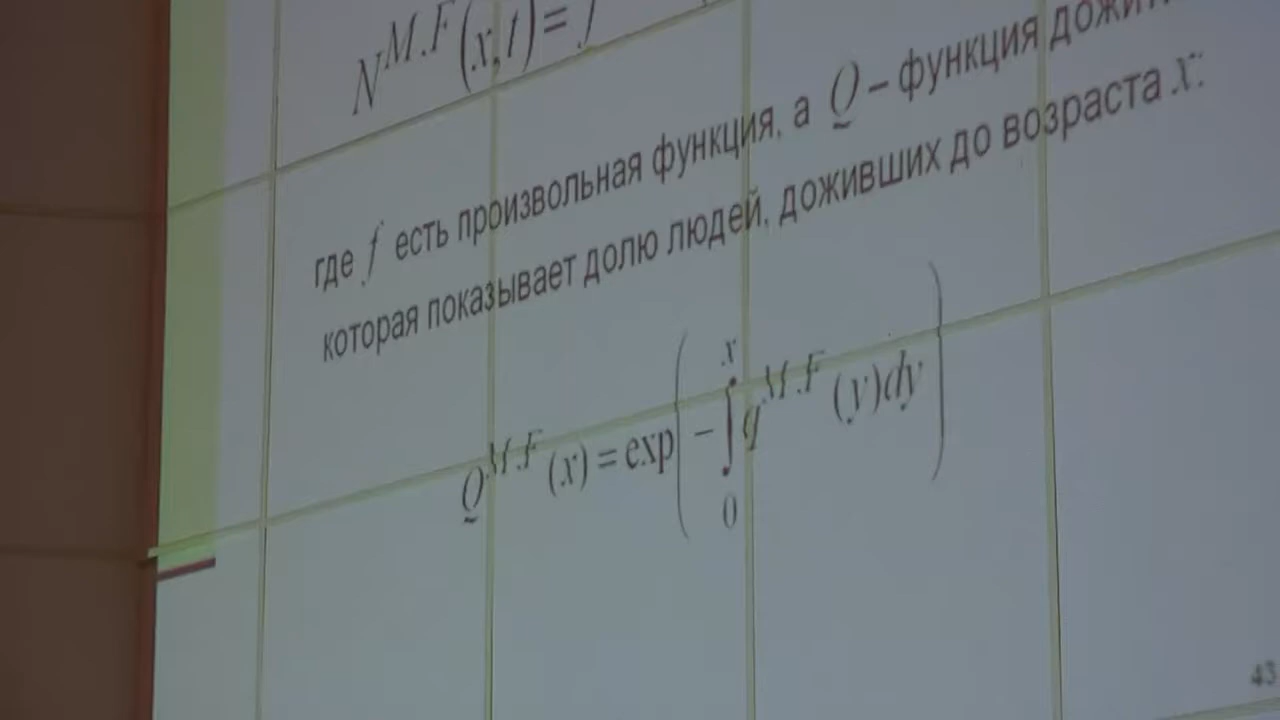 N^{M.F}(x,t) = f
где f есть произвольная функция, а Q – функция
которая показывает долю людей, доживших до возраста x:
Q^{M.F}(x) = exp(-∫_0^x q^{M.F}(y)dy)
43